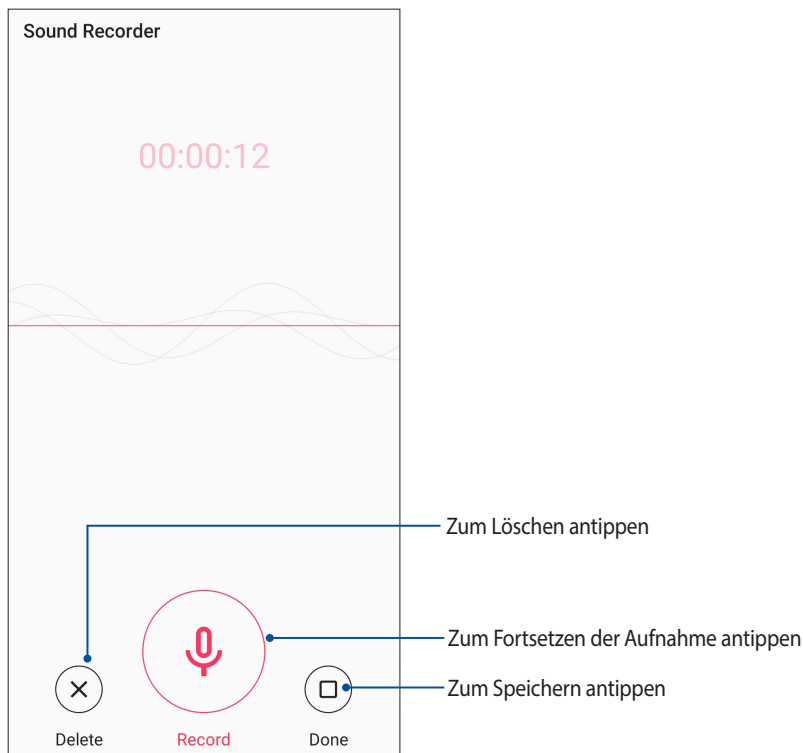 Sound Recorder
00:00:12
Zum Löschen antippen
Zum Fortsetzen der Aufnahme antippen
Zum Speichern antippen
Delete
Record
Done